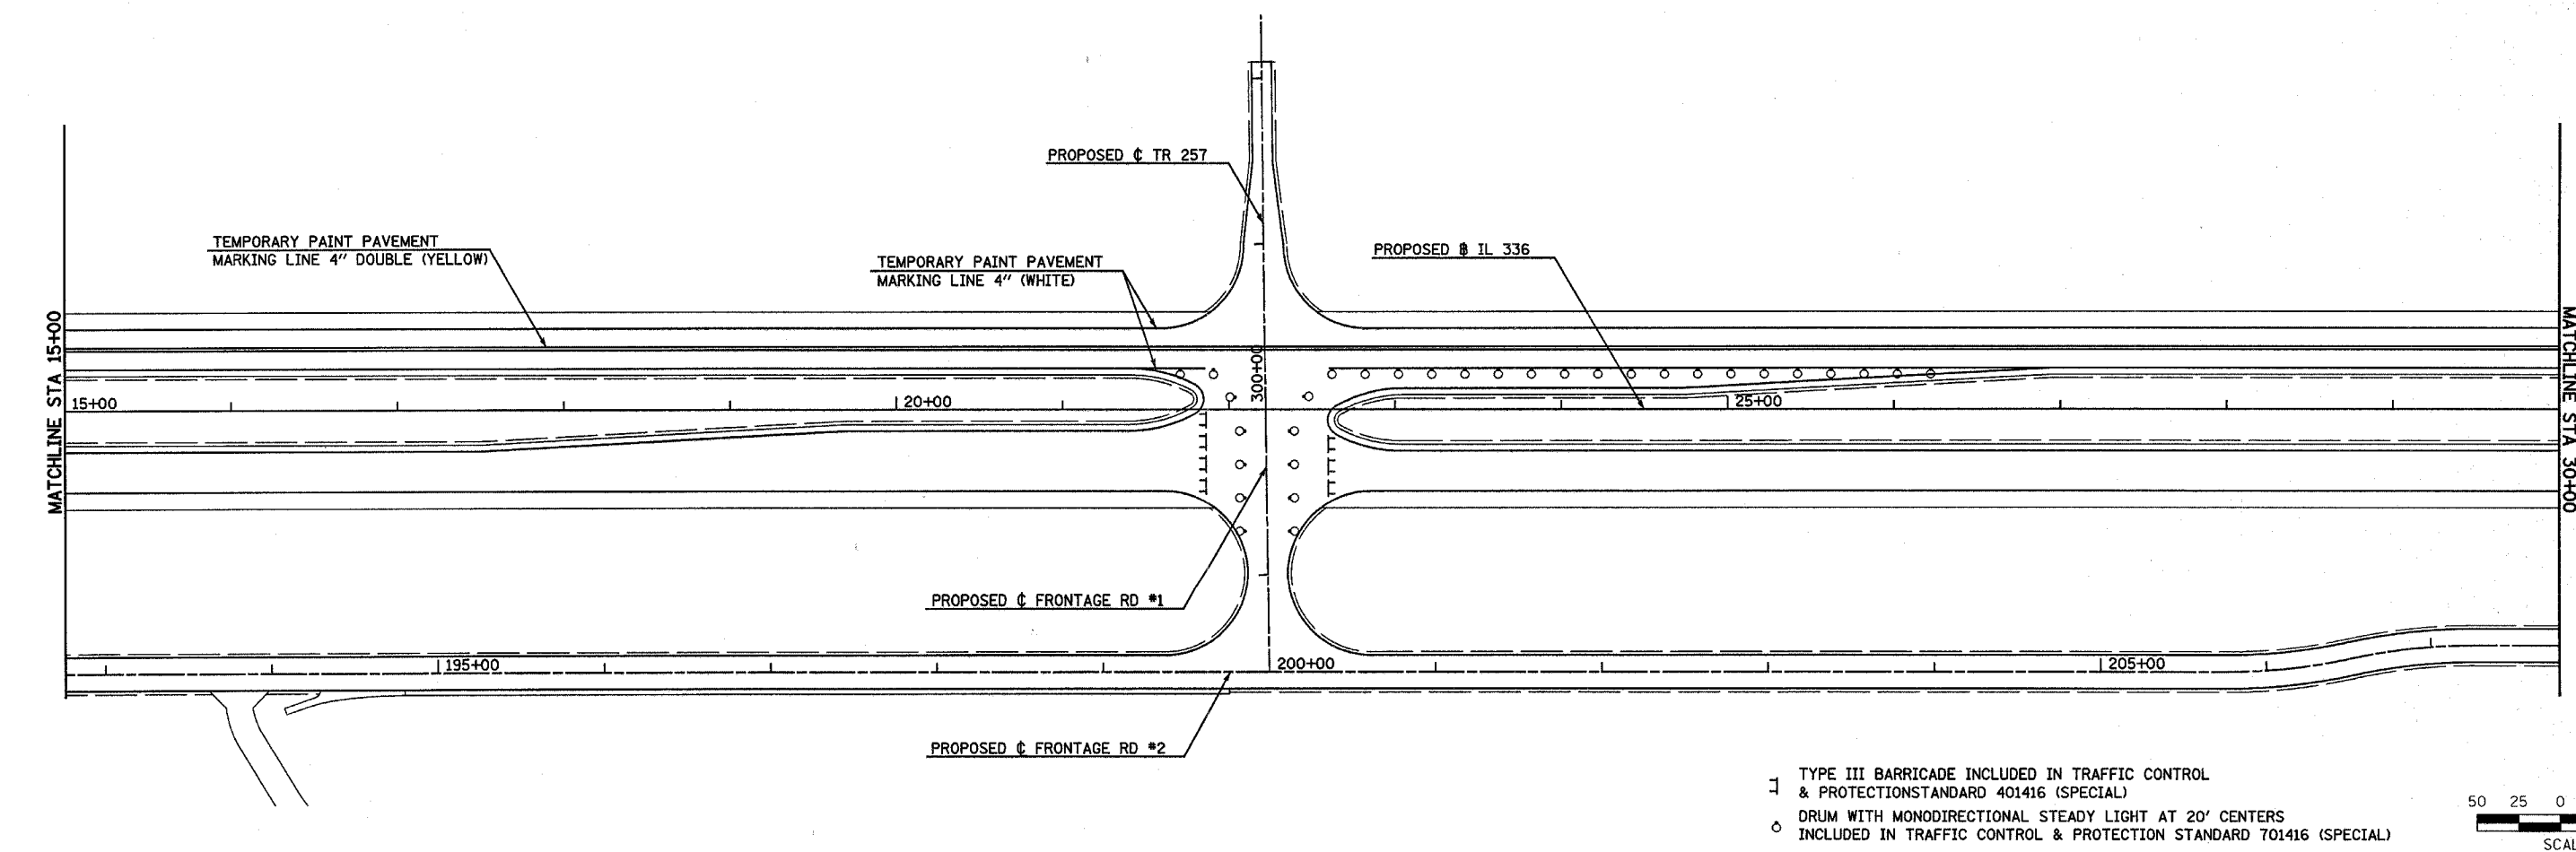 PROPOSED ℄ TR 257
TEMPORARY PAINT PAVEMENT
MARKING LINE 4" DOUBLE (YELLOW)
TEMPORARY PAINT PAVEMENT
MARKING LINE 4" (WHITE)
PROPOSED B IL 336
MATCHLINE STA 15+00
MATCHLINE STA 30+00
300+00
15+00
20+00
25+00
PROPOSED ℄ FRONTAGE RD #1
195+00
200+00
205+00
PROPOSED ℄ FRONTAGE RD #2
TYPE III BARRICADE INCLUDED IN TRAFFIC CONTROL
& PROTECTIONSTANDARD 401416 (SPECIAL)
DRUM WITH MONODIRECTIONAL STEADY LIGHT AT 20' CENTERS
INCLUDED IN TRAFFIC CONTROL & PROTECTION STANDARD 701416 (SPECIAL)
50 25 0